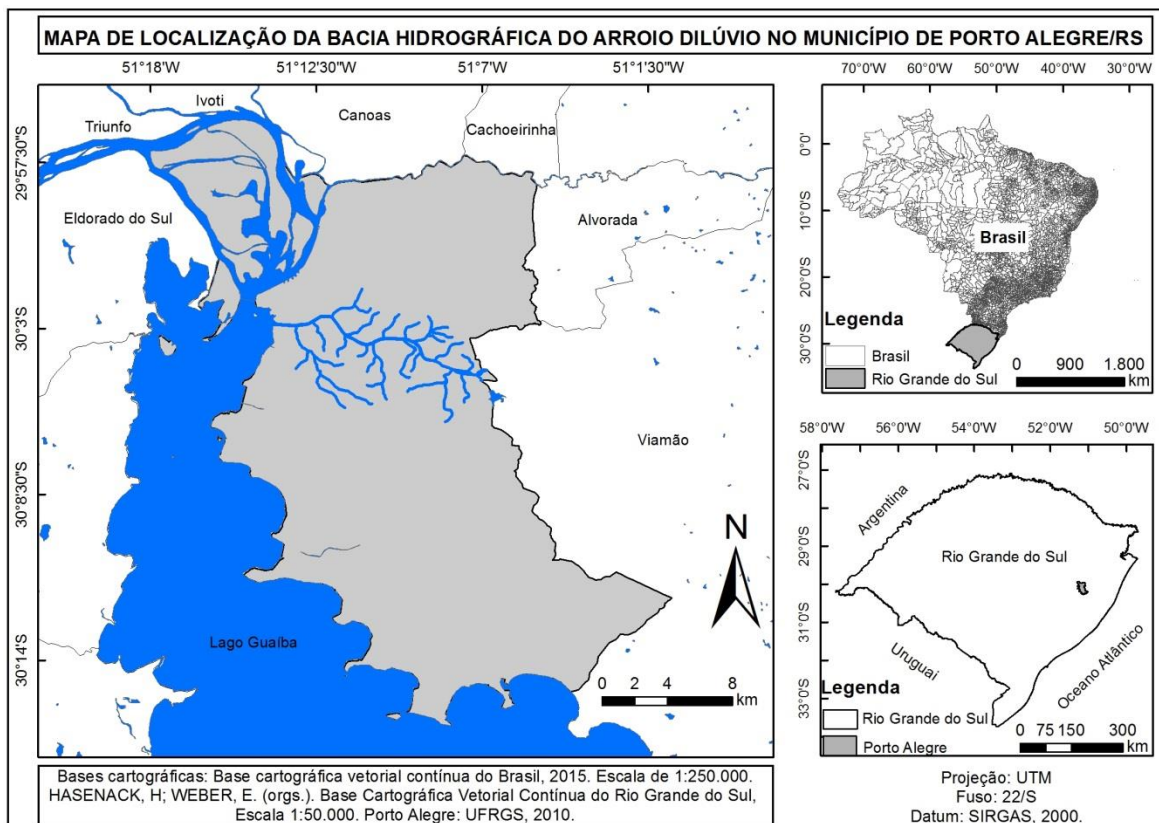 MAPA DE LOCALIZAÇÃO DA BACIA HIDROGRÁFICA DO ARROIO DILÚVIO NO MUNICÍPIO DE PORTO ALEGRE/RS
51°18'W 51°12'30"W 51°7'W 51°1'30"W
29°57'30"S
30°3'S
30°8'30"S
30°14'S
Ivoti
Triunfo
Canoas
Cachoeirinha
Eldorado do Sul
Alvorada
Viamão
Lago Guaíba
N
0 2 4 8
km
70°0'W 60°0'W 50°0'W 40°0'W 30°0'W
0°0'
10°0'S
20°0'S
30°0'S
Brasil
Legenda
Brasil
Rio Grande do Sul
0 900 1.800
km
58°0'W 56°0'W 54°0'W 52°0'W 50°0'W
27°0'S
29°0'S
31°0'S
33°0'S
Argentina
Rio Grande do Sul
Uruguai
Oceano Atlântico
Legenda
Rio Grande do Sul
Porto Alegre
0 75 150 300
km
Bases cartográficas: Base cartográfica vetorial contínua do Brasil, 2015. Escala de 1:250.000.
HASENACK, H; WEBER, E. (orgs.). Base Cartográfica Vetorial Contínua do Rio Grande do Sul,
Escala 1:50.000. Porto Alegre: UFRGS, 2010.
Projeção: UTM
Fuso: 22/S
Datum: SIRGAS, 2000.